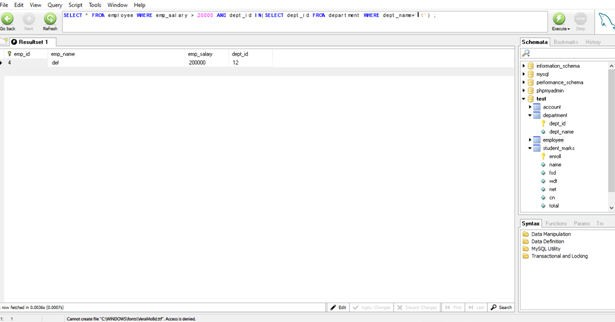 File Edit View Query Script Tools Window Help
SELECT * FROM employee WHERE emp_salary > 20000 AND dept_id IN(SELECT dept_id FROM department WHERE dept_name=
Go back Next Refresh Execute Stop
Resultset 1
Schemata Bookmarks History
emp_id emp_name emp_salary dept_id
4 def 200000 12
information_schema
mysql
performance_schema
phpmyadmin
test
account
department
dept_id
dept_name
employee
student_marks
enroll
name
fxd
wdt
net
cn
total
Syntax Functions Params Trx
Data Manipulation
Data Definition
MySQL Utility
Transactional and Locking
row fetched in 0.0036s (0.0007s)
Edit Apply Changes Discard Changes First Last Search
1: 1 Cannot create file "C:\WINDOWS\fonts\VeraMoBd.ttf". Access is denied.